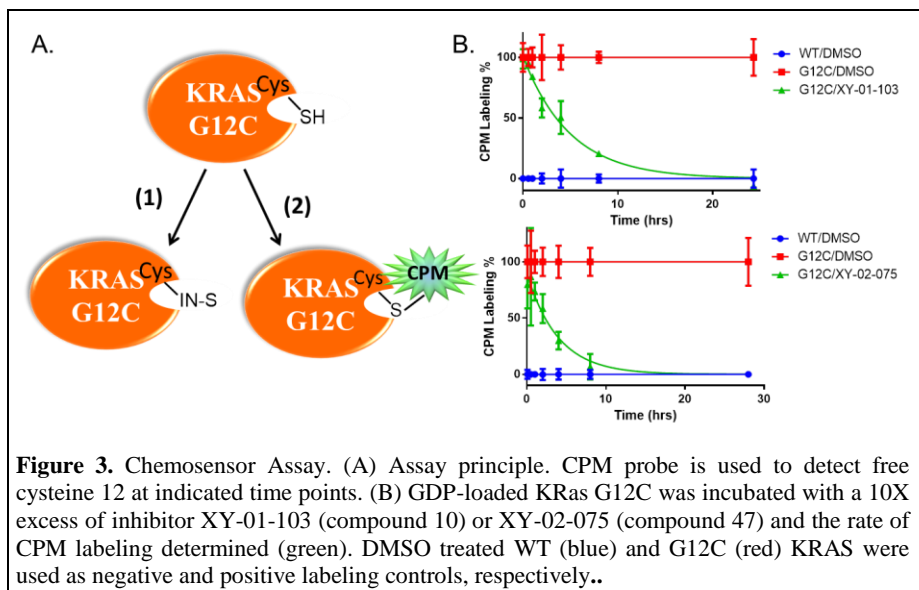 A.
KRAS
G12C
Cys
SH
(1)
(2)
KRAS
G12C
Cys
IN-S
KRAS
G12C
Cys
S
CPM
B.
CPM Labeling %
100
50
0
0
10
20
Time (hrs)
WT/DMSO
G12C/DMSO
G12C/XY-01-103
CPM Labeling %
100
50
0
0
10
20
30
Time (hrs)
WT/DMSO
G12C/DMSO
G12C/XY-02-075
Figure 3. Chemosensor Assay. (A) Assay principle. CPM probe is used to detect free
cysteine 12 at indicated time points. (B) GDP-loaded KRas G12C was incubated with a 10X
excess of inhibitor XY-01-103 (compound 10) or XY-02-075 (compound 47) and the rate of
CPM labeling determined (green). DMSO treated WT (blue) and G12C (red) KRAS were
used as negative and positive labeling controls, respectively..